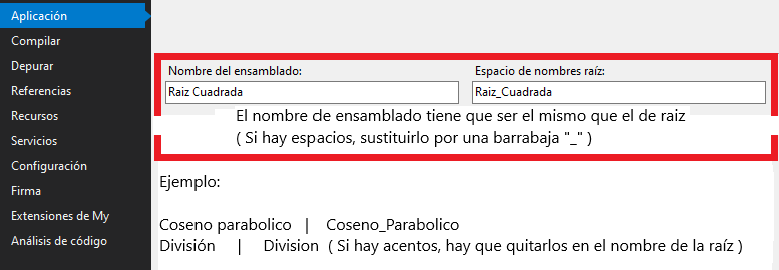 Aplicación
Compilar
Depurar
Referencias
Recursos
Servicios
Configuración
Firma
Extensiones de My
Análisis de código
Nombre del ensamblado: Espacio de nombres raíz:
Raiz Cuadrada Raiz_Cuadrada
El nombre de ensamblado tiene que ser el mismo que el de raiz
( Si hay espacios, sustituirlo por una barrabaja "_" )
Ejemplo:
Coseno parabolico | Coseno_Parabolico
División | Division ( Si hay acentos, hay que quitarlos en el nombre de la raíz )